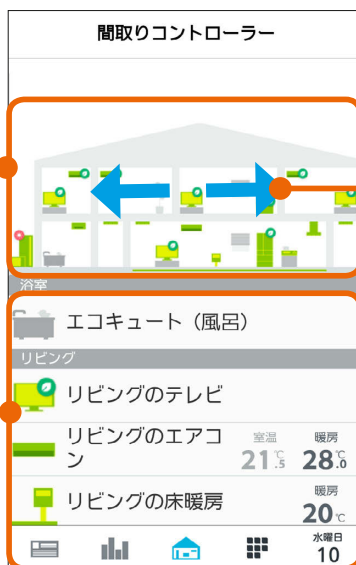 間取りコントローラー
浴室
エコキュート（風呂）
リビング
リビングのテレビ
リビングのエアコン
室温
21.5℃
暖房
28.0℃
リビングの床暖房
暖房
20℃
水曜日
10